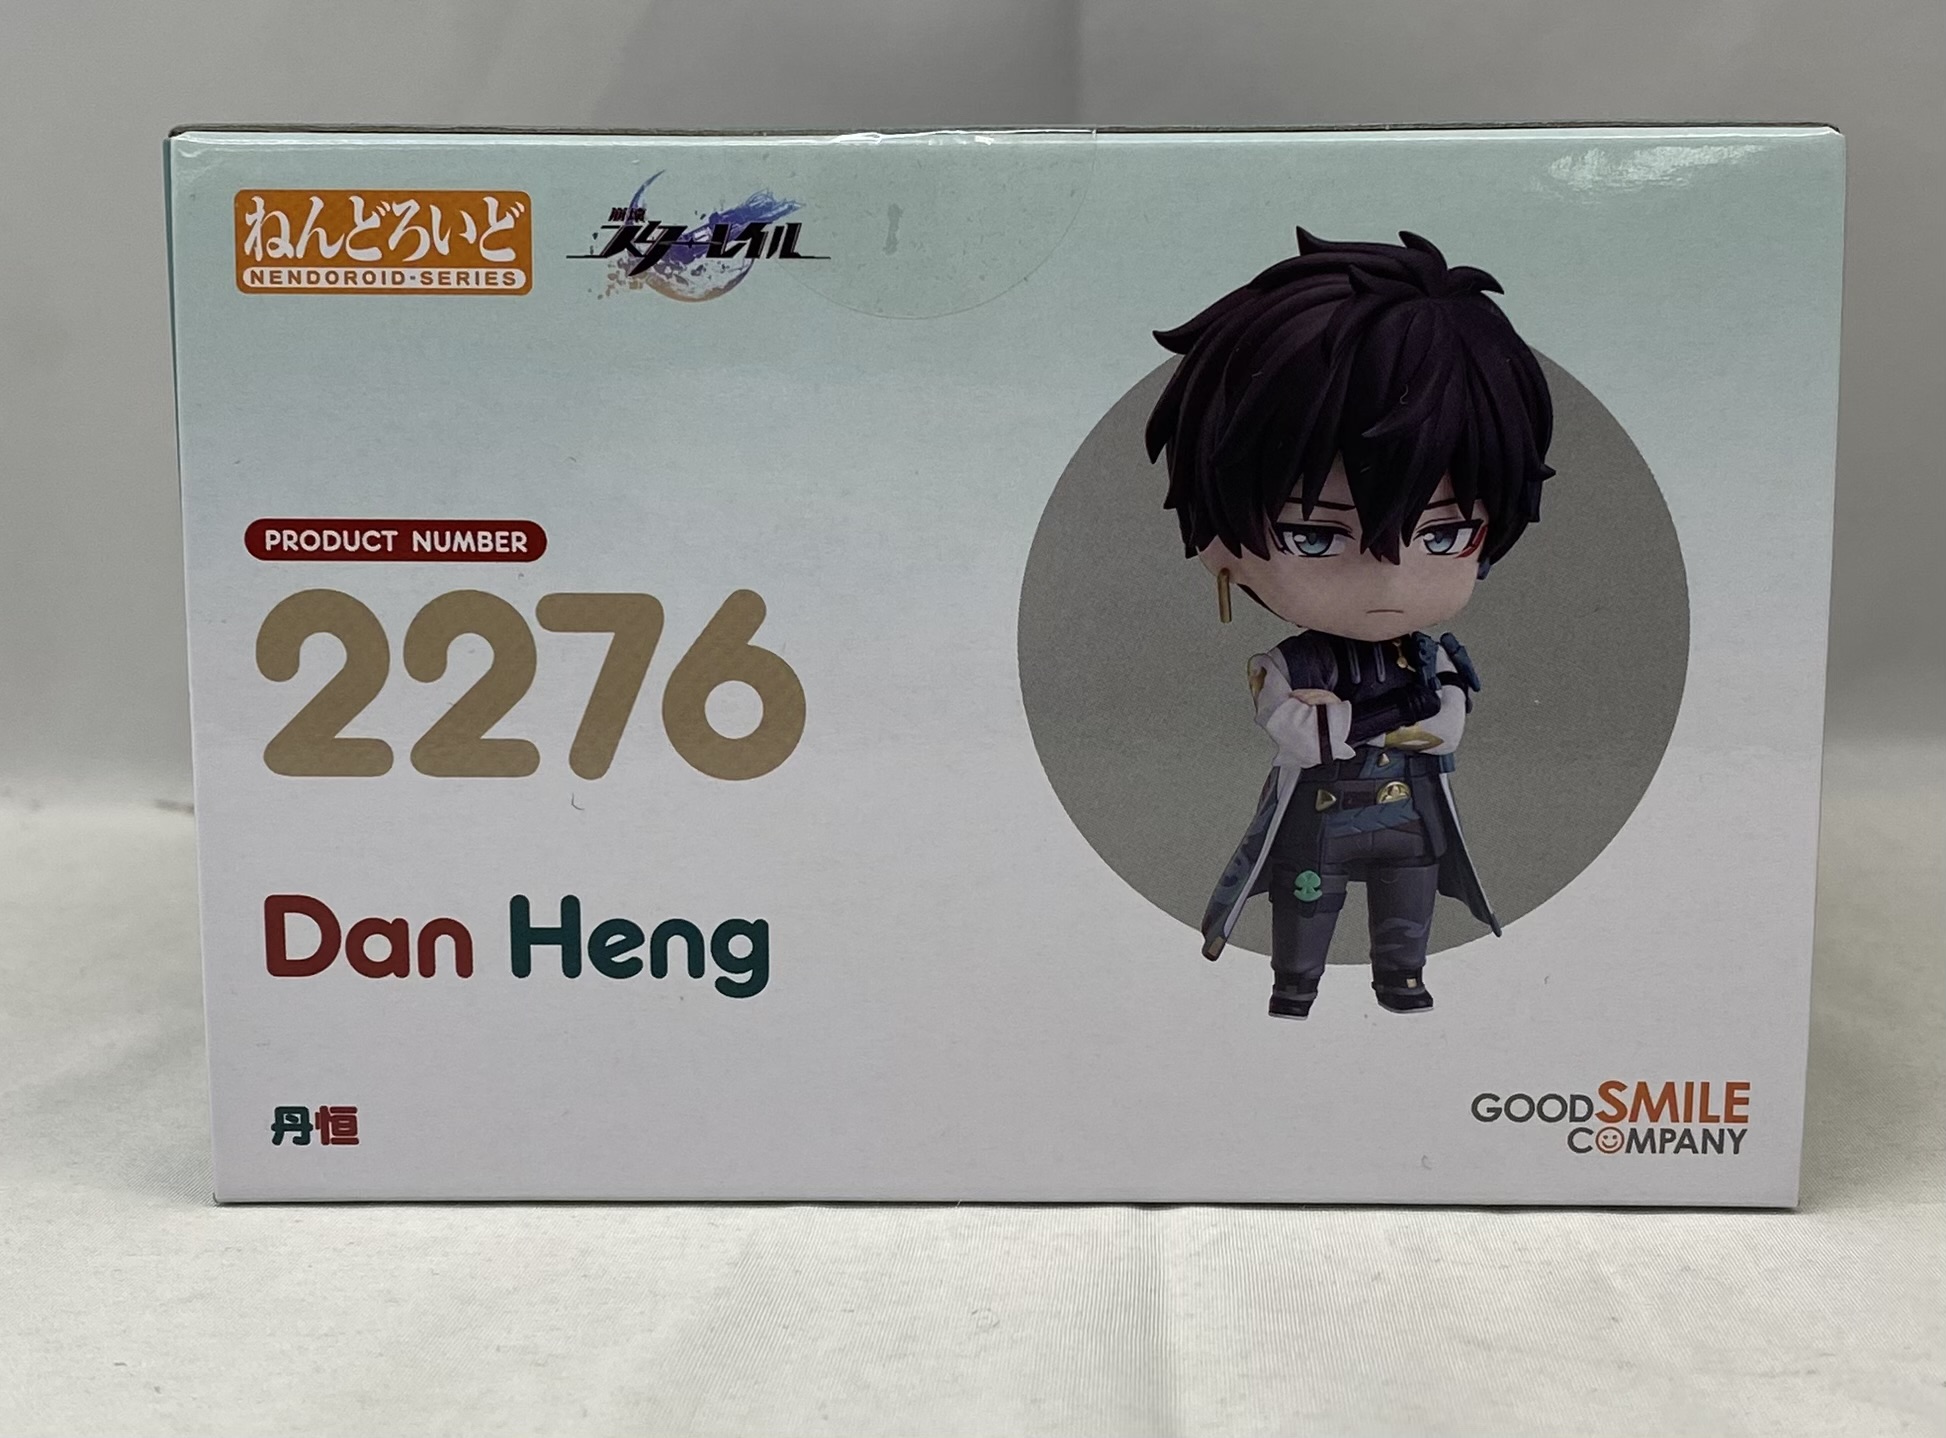 ねんどろいど
NENDOROID-SERIES
崩壊
スターレイル
PRODUCT NUMBER
2276
Dan Heng
丹恒
GOOD SMILE
COMPANY